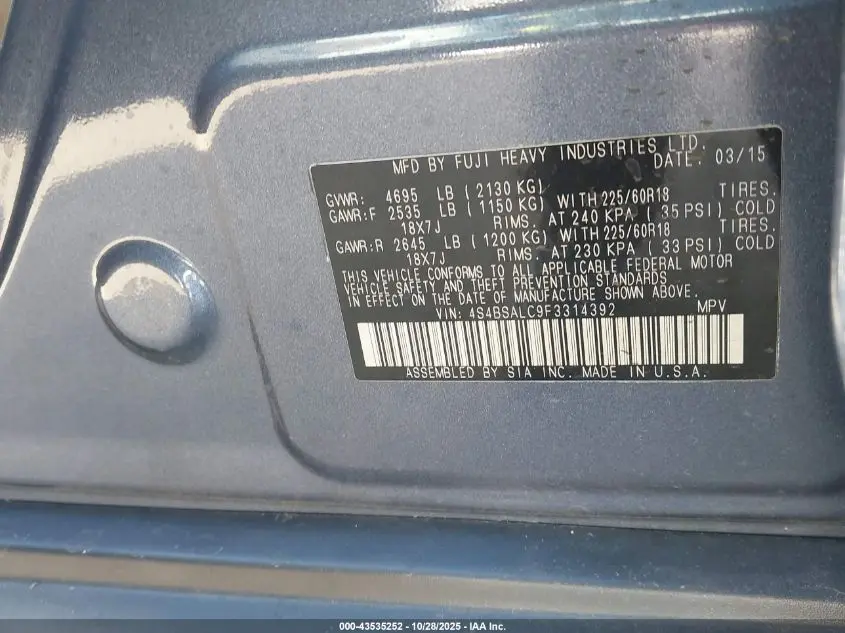 MFD BY FUJI HEAVY INDUSTRIES LTD.
DATE: 03/15
GVWR: 4695 LB (2130 KG)
GAWR:F 2535 LB (1150 KG) WITH 225/60R18 TIRES.
18X7J RIMS. AT 240 KPA (35 PSI) COLD
GAWR:R 2645 LB (1200 KG) WITH 225/60R18 TIRES.
18X7J RIMS. AT 230 KPA (33 PSI) COLD
THIS VEHICLE CONFORMS TO ALL APPLICABLE FEDERAL MOTOR
VEHICLE SAFETY AND THEFT PREVENTION STANDARDS
IN EFFECT ON THE DATE OF MANUFACTURE SHOWN ABOVE.
VIN: 4S4BSALC9F3314392 MPV
ASSEMBLED BY SIA INC. MADE IN U.S.A.
000-43535252 | 10/28/2025 - IAA Inc.